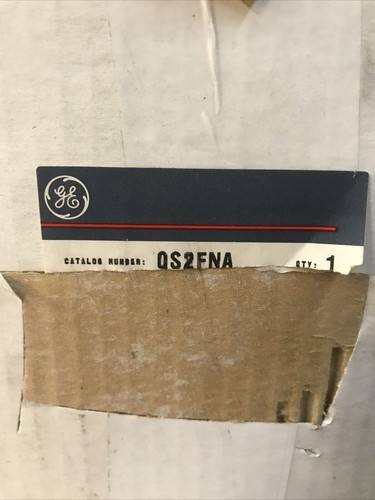 GE
CATALOG NUMBER: QS2FNA QTY: 1